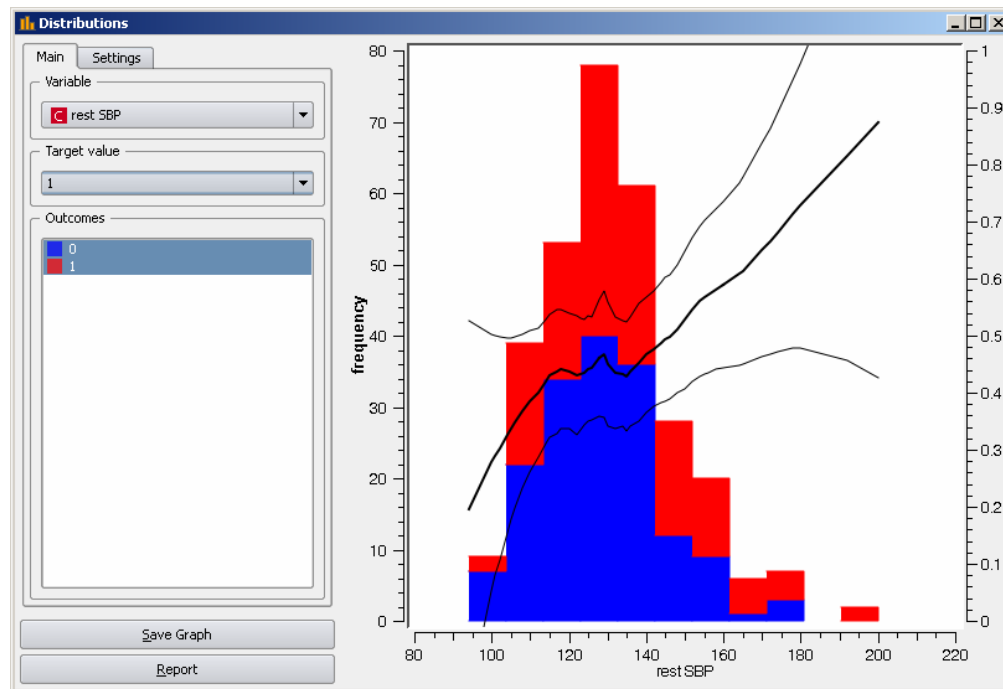 Distributions
Main
Settings
Variable
C rest SBP
Target value
1
Outcomes
0
1
Save Graph
Report
80
70
60
50
40
30
20
10
0
frequency
1
0.9
0.8
0.7
0.6
0.5
0.4
0.3
0.2
0.1
0
80 100 120 140 160 180 200 220
rest SBP